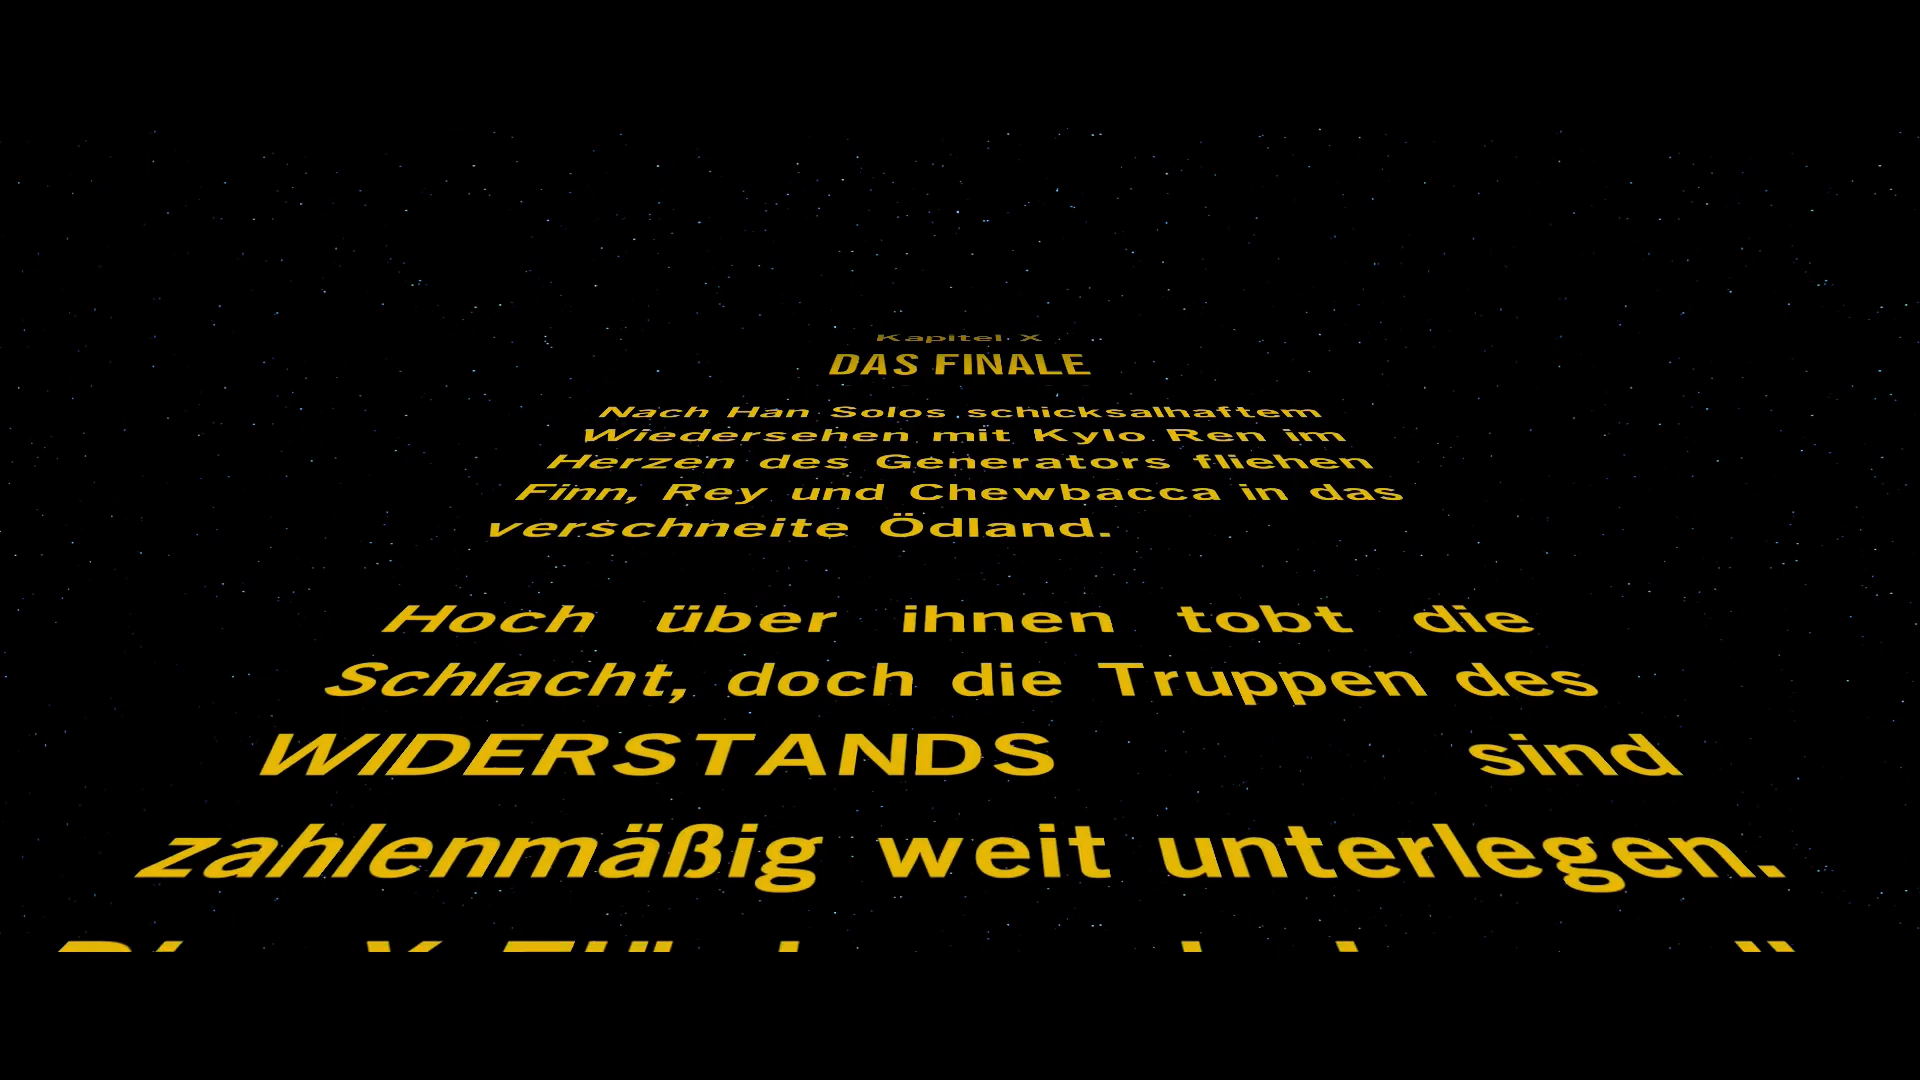 Kapitel X
DAS FINALE
Nach Han Solos schicksalhaftem
Wiedersehen mit Kylo Ren im
Herzen des Generators fliehen
Finn, Rey und Chewbacca in das
verschneite Ödland.
Hoch über ihnen tobt die
Schlacht, doch die Truppen des
WIDERSTANDS sind
zahlenmäßig weit unterlegen.